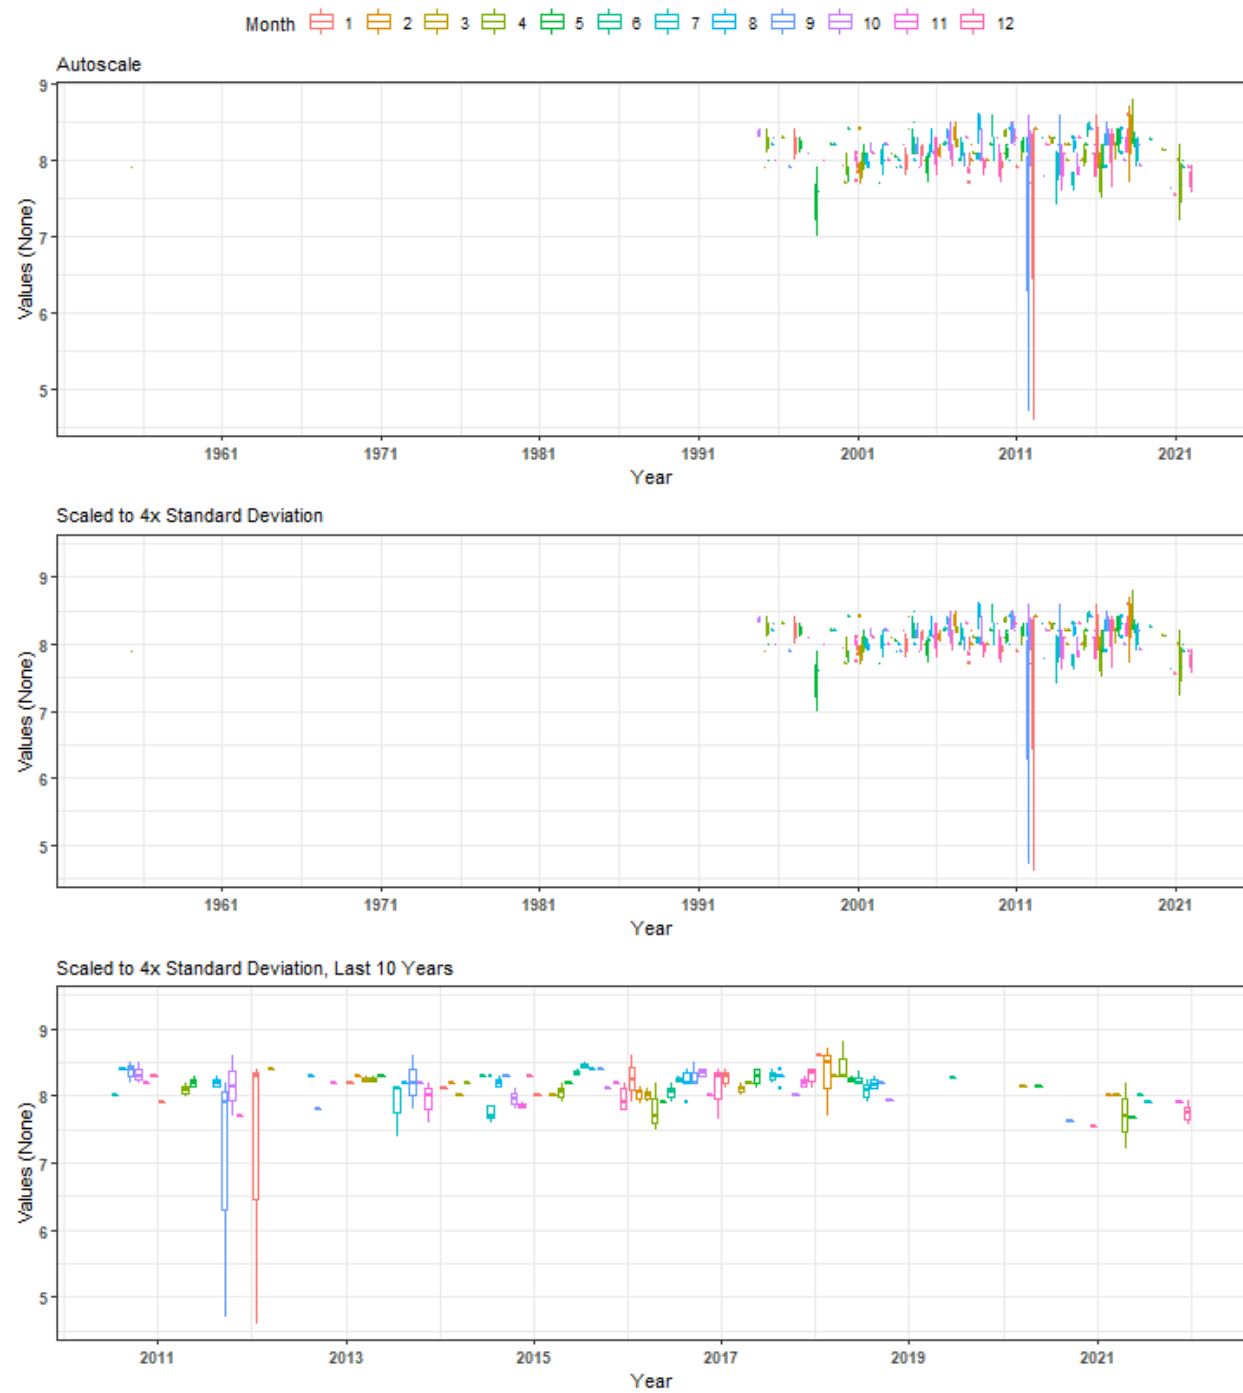 Month 1 2 3 4 5 6 7 8 9 10 11 12
Autoscale
9
8
7
6
5
Values (None)
1961 1971 1981 1991 2001 2011 2021
Year
Scaled to 4x Standard Deviation
9
8
7
6
5
Values (None)
1961 1971 1981 1991 2001 2011 2021
Year
Scaled to 4x Standard Deviation, Last 10 Years
9
8
7
6
5
Values (None)
2011 2013 2015 2017 2019 2021
Year